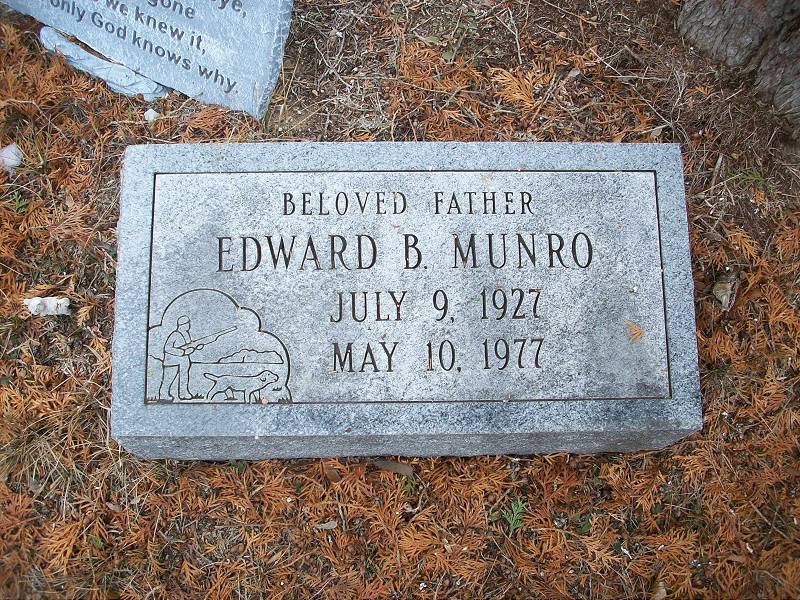 gone
we knew it,
only God knows why.
BELOVED FATHER
EDWARD B. MUNRO
JULY 9, 1927
MAY 10, 1977